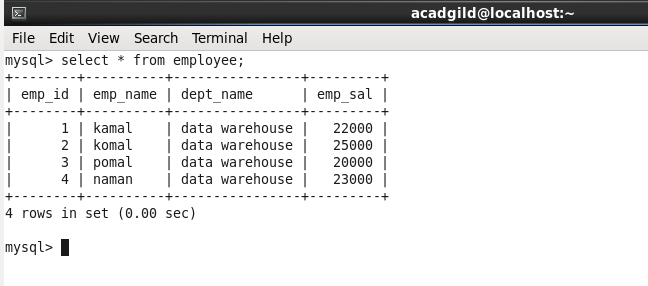 acadgild@localhost:~
File Edit View Search Terminal Help
mysql> select * from employee;
+--------+----------+----------------+---------+
| emp_id | emp_name | dept_name      | emp_sal |
+--------+----------+----------------+---------+
|      1 | kamal    | data warehouse |   22000 |
|      2 | komal    | data warehouse |   25000 |
|      3 | pomal    | data warehouse |   20000 |
|      4 | naman    | data warehouse |   23000 |
+--------+----------+----------------+---------+
4 rows in set (0.00 sec)
mysql>